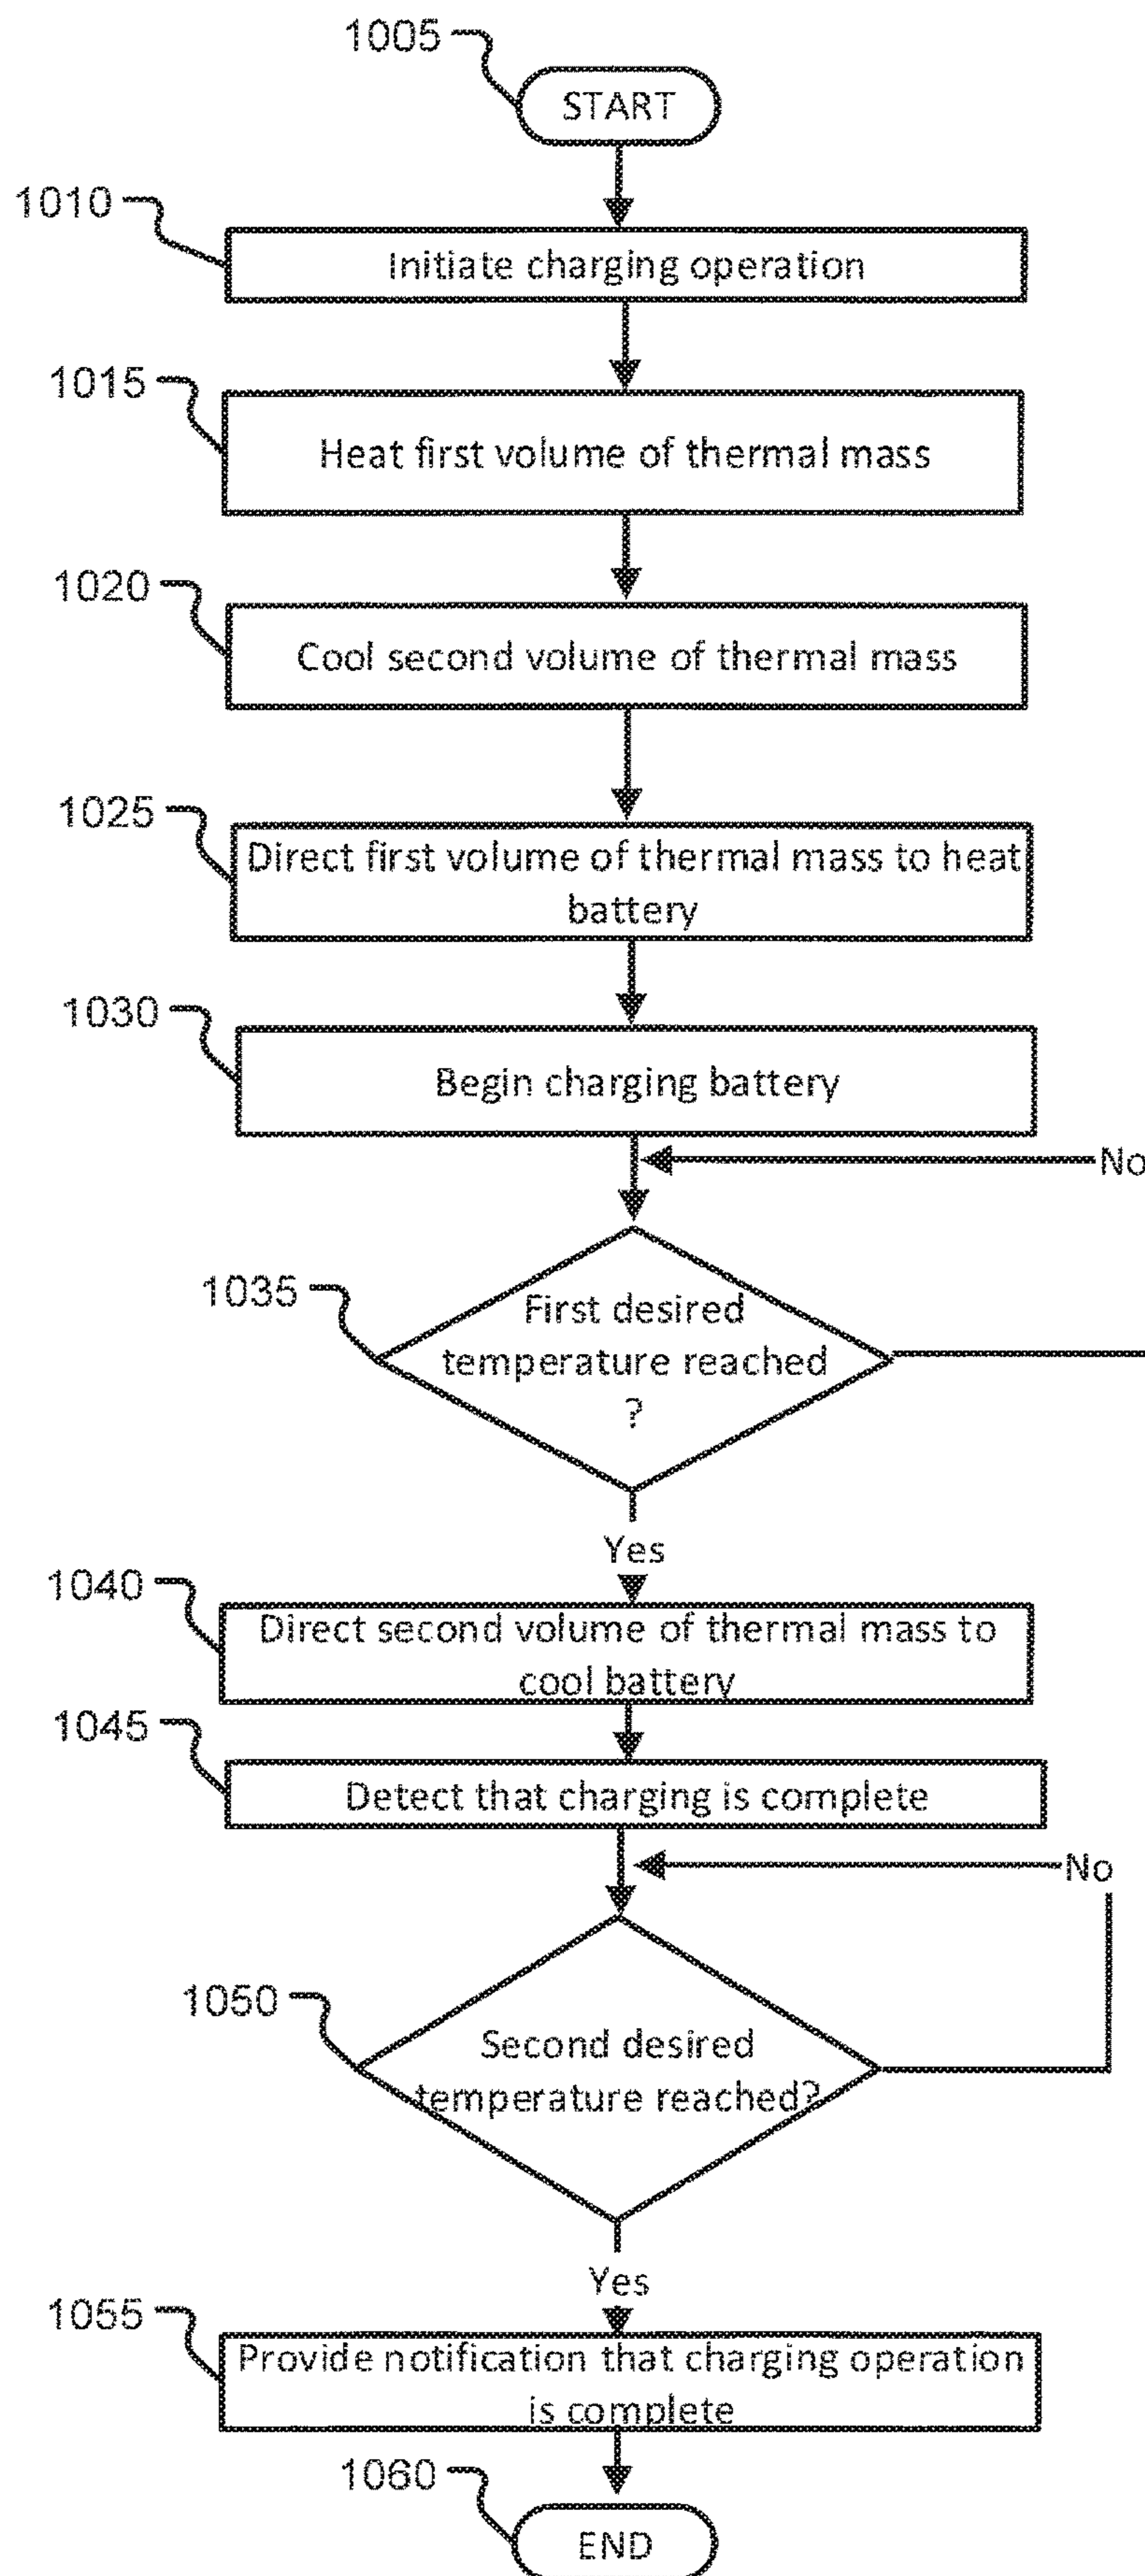 1005
START
1010
Initiate charging operation
1015
Heat first volume of thermal mass
1020
Cool second volume of thermal mass
1025
Direct first volume of thermal mass to heat
battery
1030
Begin charging battery
No
1035
First desired
temperature reached
?
Yes
1040
Direct second volume of thermal mass to
cool battery
1045
Detect that charging is complete
No
1050
Second desired
temperature reached?
Yes
1055
Provide notification that charging operation
is complete
1060
END